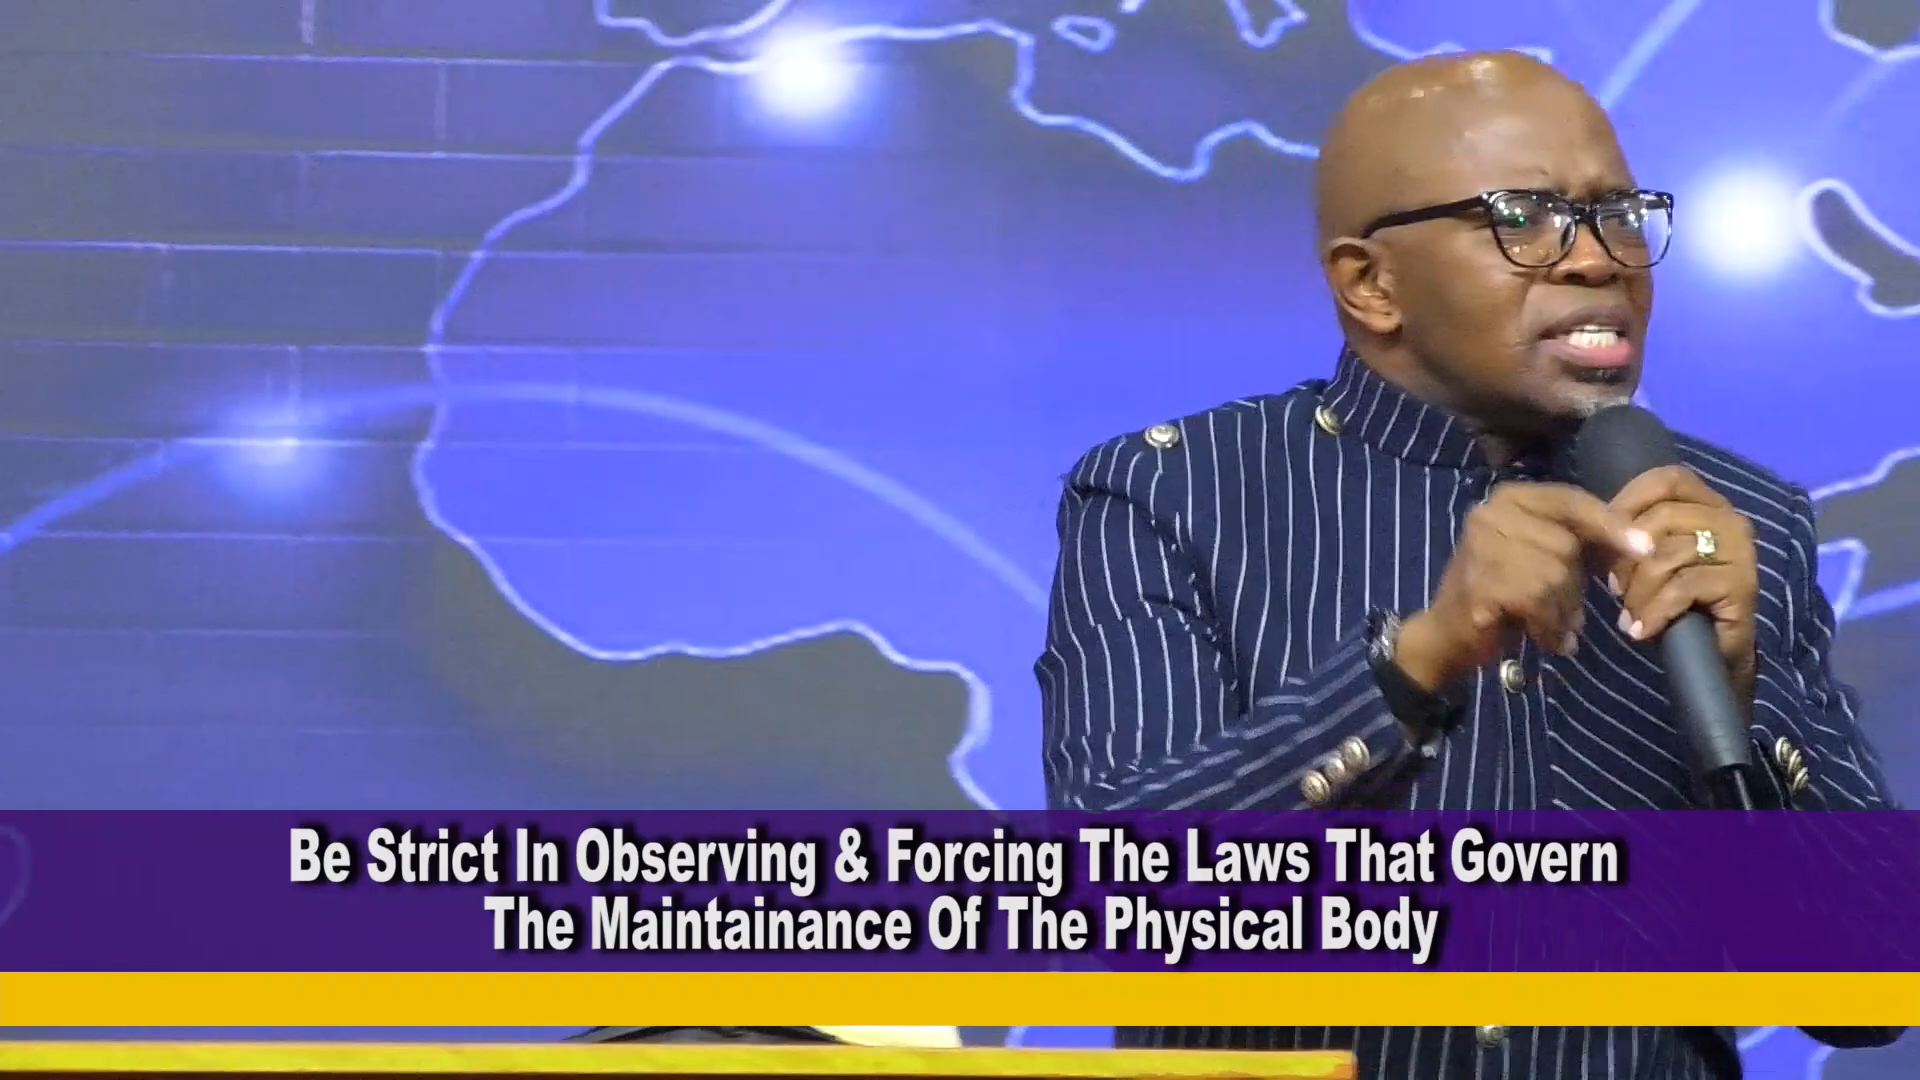 Be Strict In Observing & Forcing The Laws That Govern
The Maintainance Of The Physical Body